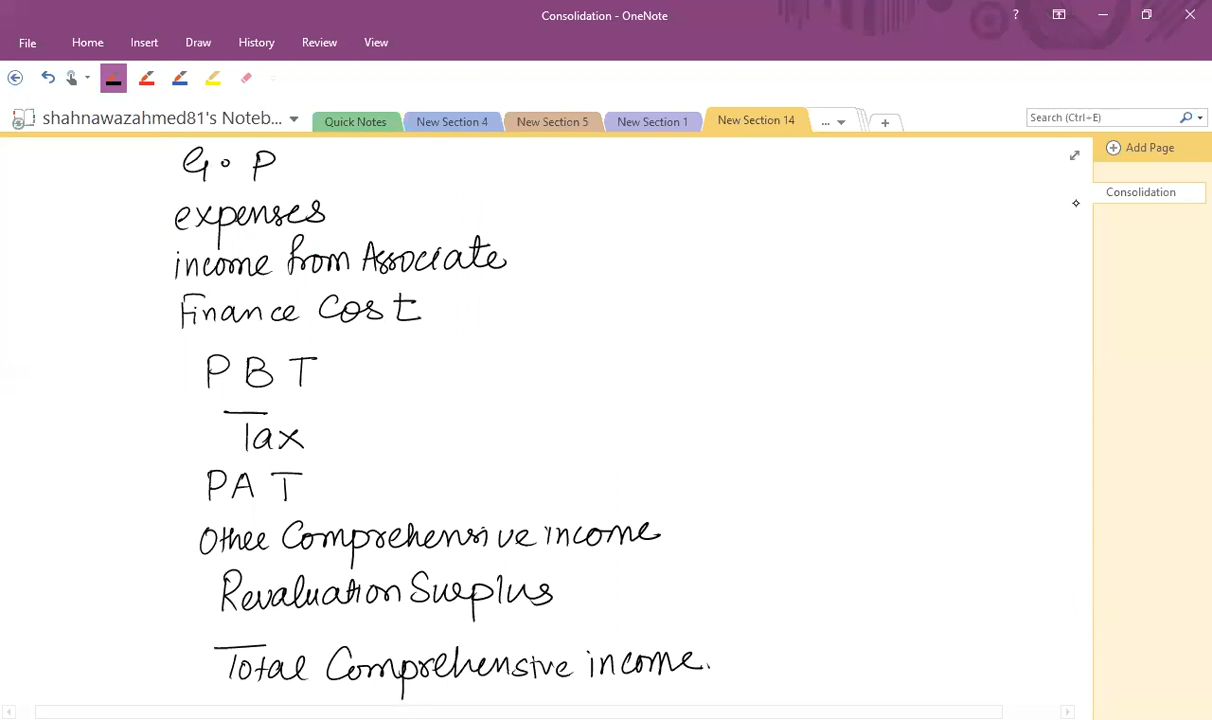 Consolidation - OneNote
?
File Home Insert Draw History Review View
shahnawazahmed81's Noteb...
Quick Notes New Section 4 New Section 5 New Section 1 New Section 14 ... +
Search (Ctrl+E)
Add Page
Consolidation
G.P
expenses
income from Associate
Finance Cost
PBT
Tax
PAT
Other Comprehensive income
Revaluation Surplus
Total Comprehensive income.